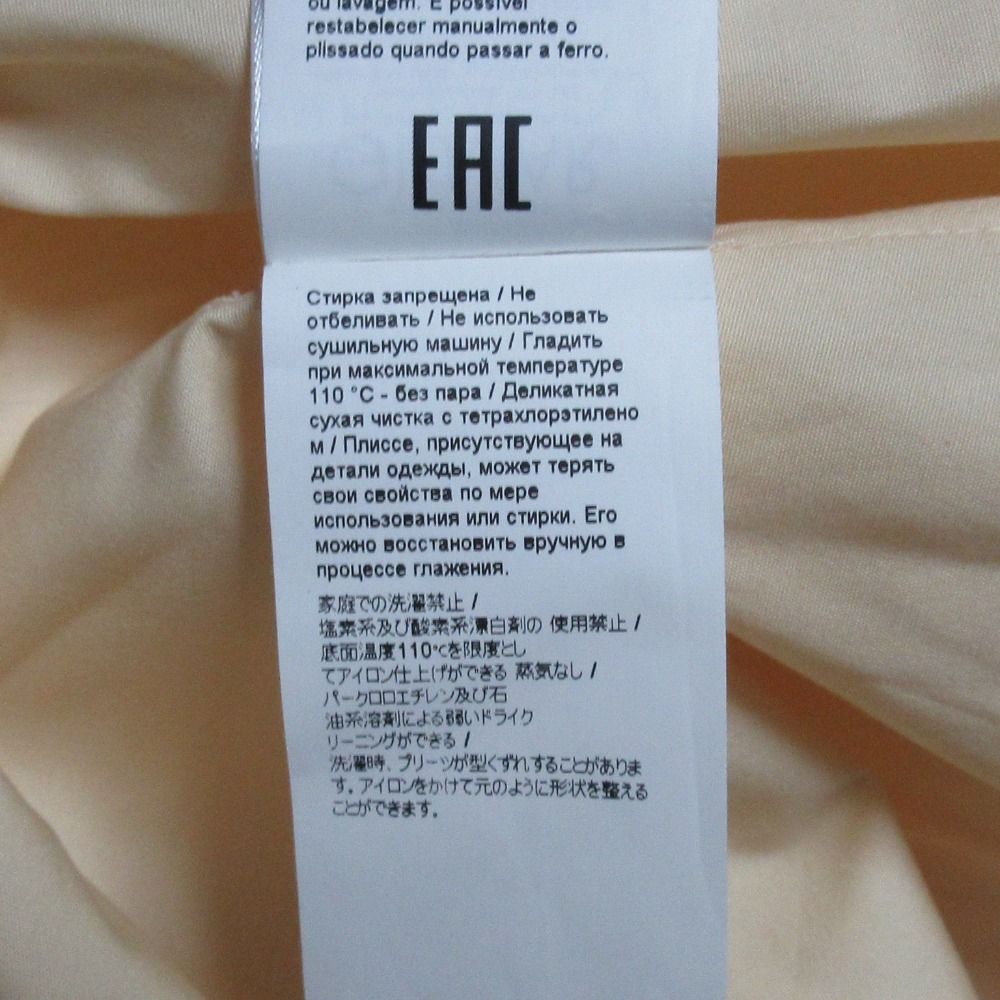 ou lavagem. É possível
restabelecer manualmente o
plissado quando passar a ferro.
EAC
Стирка запрещена / Не
отбеливать / Не использовать
сушильную машину / Гладить
при максимальной температуре
110 °C - без пара / Деликатная
сухая чистка с тетрахлорэтилено
м / Плиссе, присутствующее на
детали одежды, может терять
свои свойства по мере
использования или стирки. Его
можно восстановить вручную в
процессе глажения.
家庭での洗濯禁止 /
塩素系及び酸素系漂白剤の 使用禁止 /
底面温度110℃を限度とし
てアイロン仕上げができる 蒸気なし /
パークロロエチレン及び石
油系溶剤による弱いドライク
リーニングができる /
洗濯時、プリーツが型くずれすることがありま
す。アイロンをかけて元のように形状を整える
ことができます。